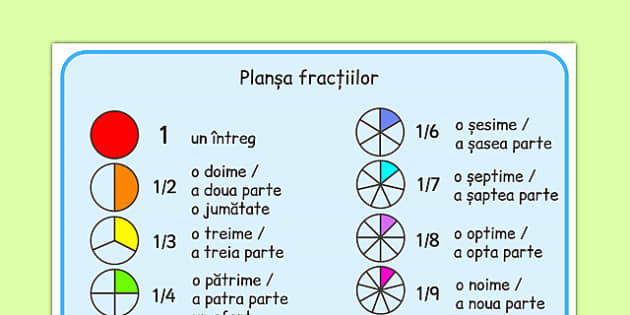 Planșa fracțiilor
1 un întreg
1/2 o doime /
a doua parte
o jumătate
1/3 o treime /
a treia parte
1/4 o pătrime /
a patra parte
1/6 o șesime /
a șasea parte
1/7 o șeptime /
a șaptea parte
1/8 o optime /
a opta parte
1/9 o noime /
a noua parte